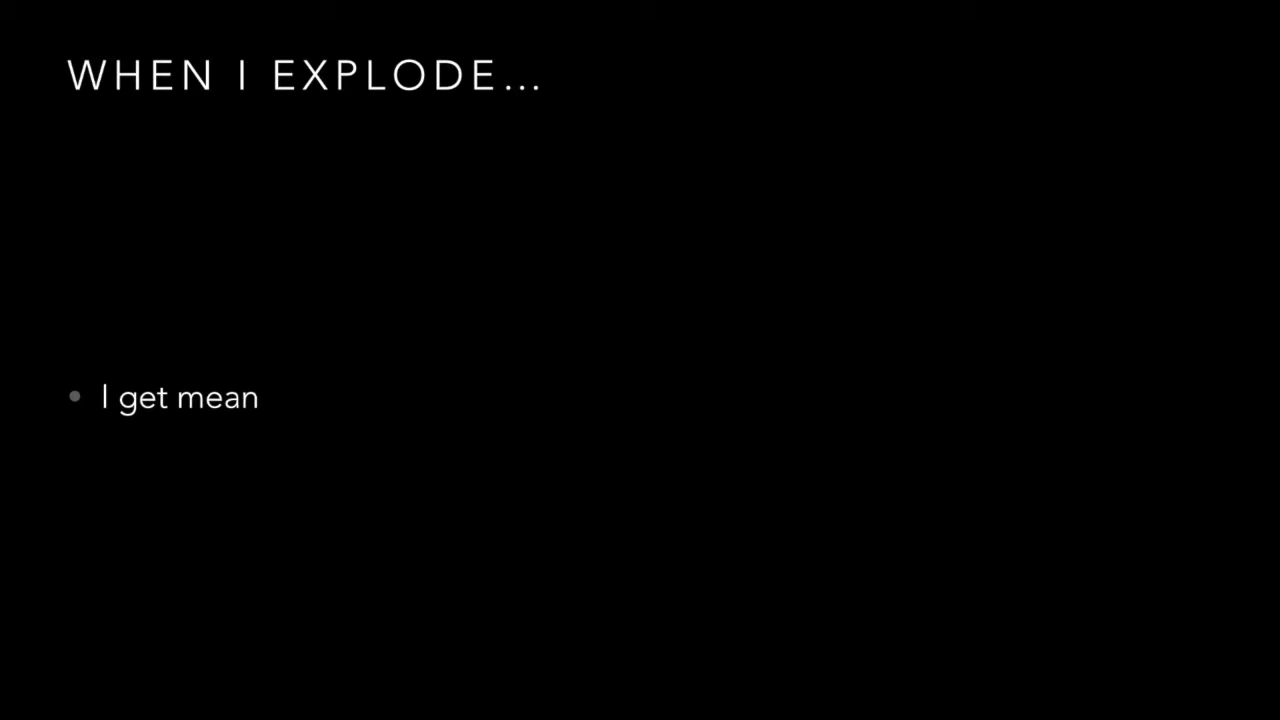 WHEN I EXPLODE...
• I get mean